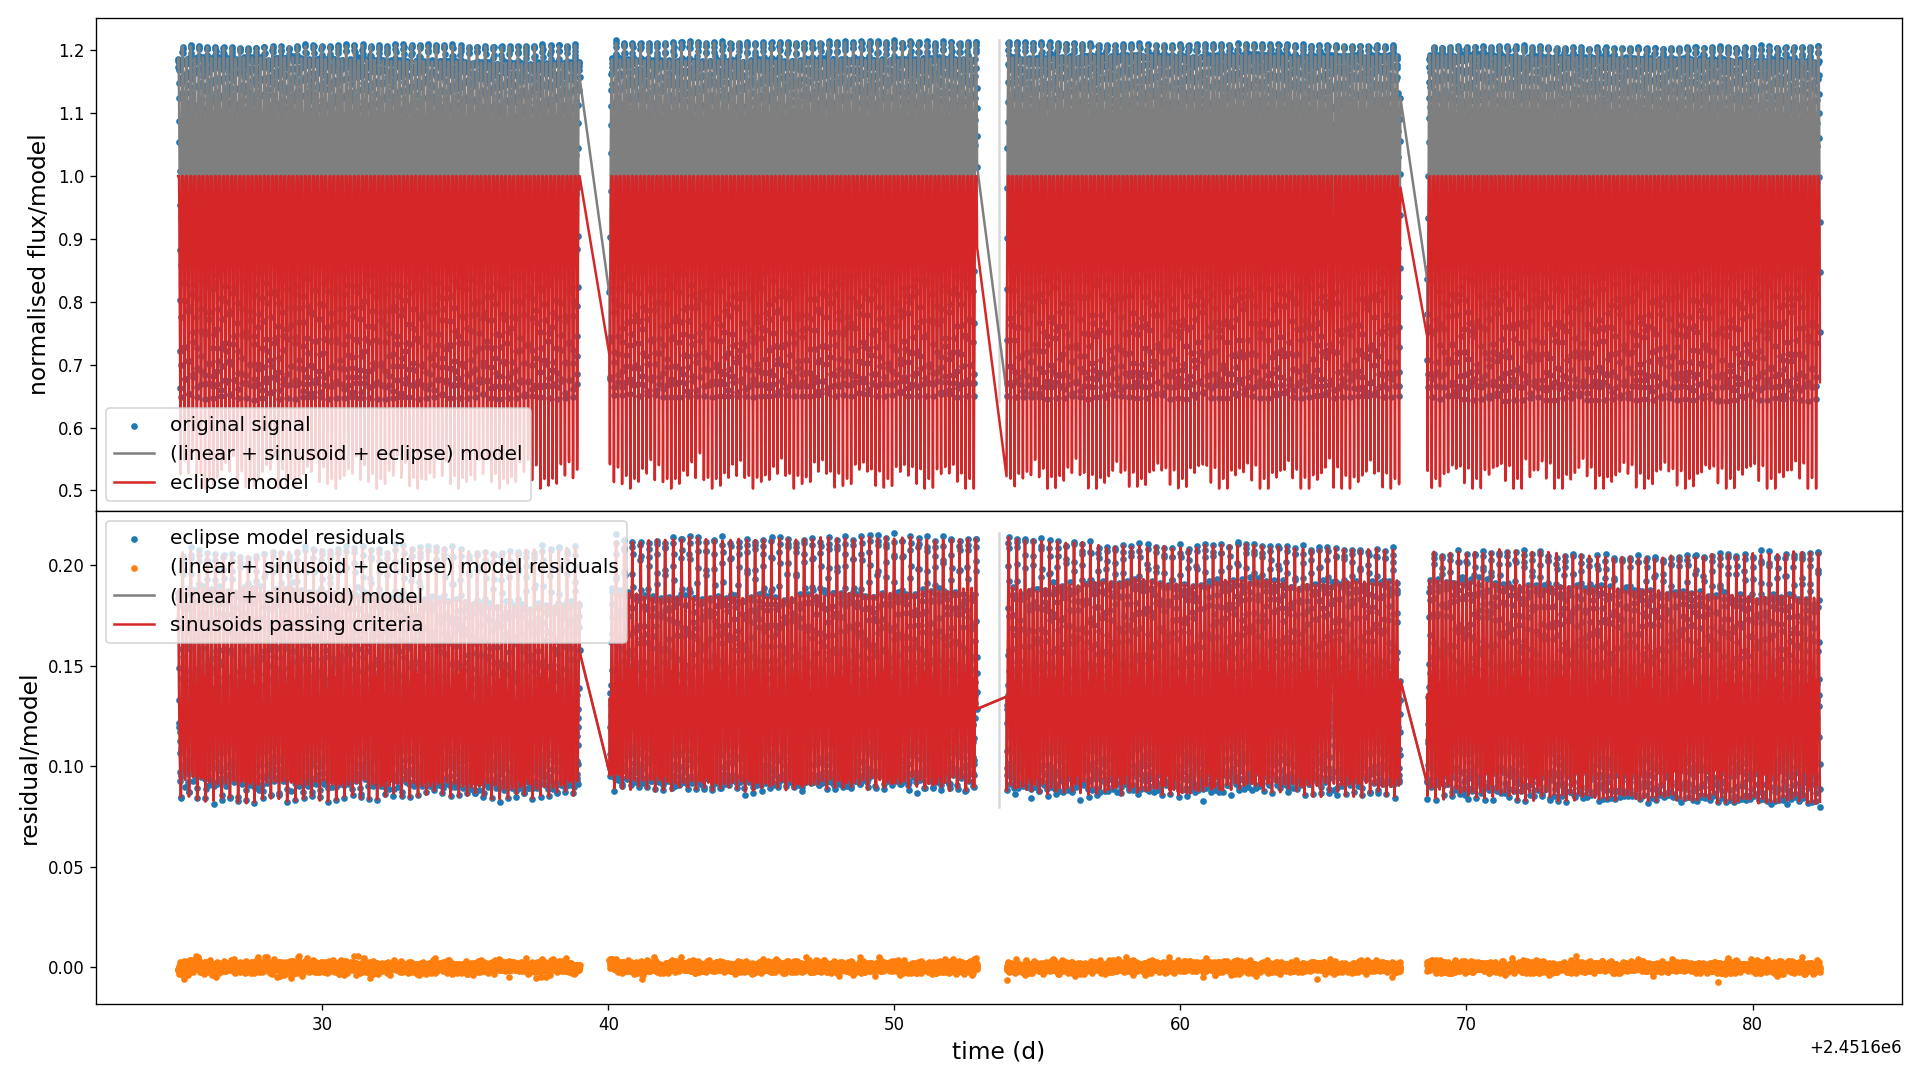 1.2
1.1
1.0
0.9
0.8
0.7
0.6
0.5
normalised flux/model
original signal
(linear + sinusoid + eclipse) model
eclipse model
eclipse model residuals
(linear + sinusoid + eclipse) model residuals
(linear + sinusoid) model
sinusoids passing criteria
0.20
0.15
0.10
0.05
0.00
residual/model
30 40 50 60 70 80
time (d)
+2.4516e6